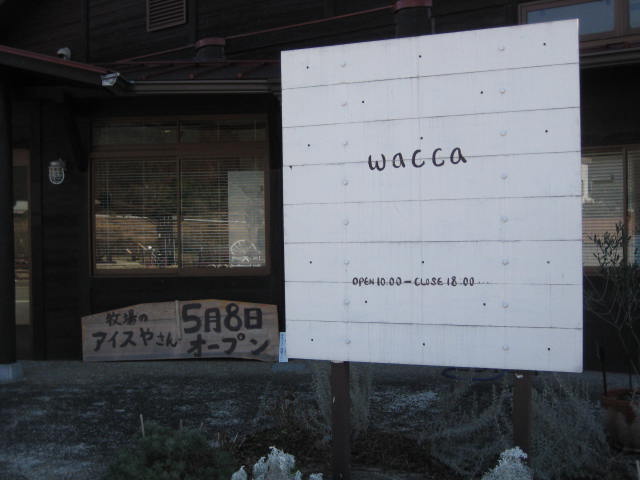 wacca
OPEN 10.00 – CLOSE 18.00...
牧場の
アイスやさん
5月8日
オープン